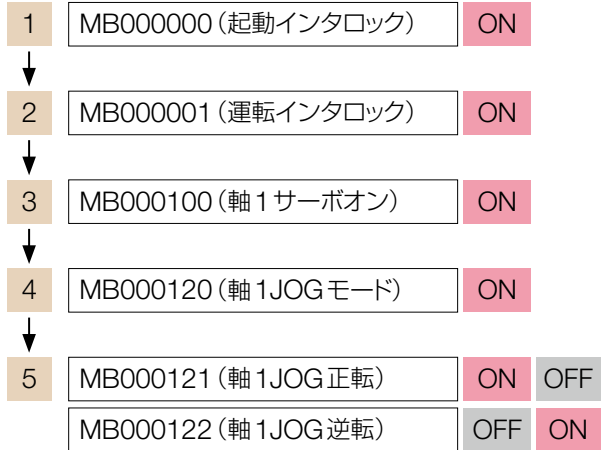 1 MB000000（起動インタロック） ON
2 MB000001（運転インタロック） ON
3 MB000100（軸1サーボオン） ON
4 MB000120（軸1JOGモード） ON
5 MB000121（軸1JOG正転） ON OFF
MB000122（軸1JOG逆転） OFF ON